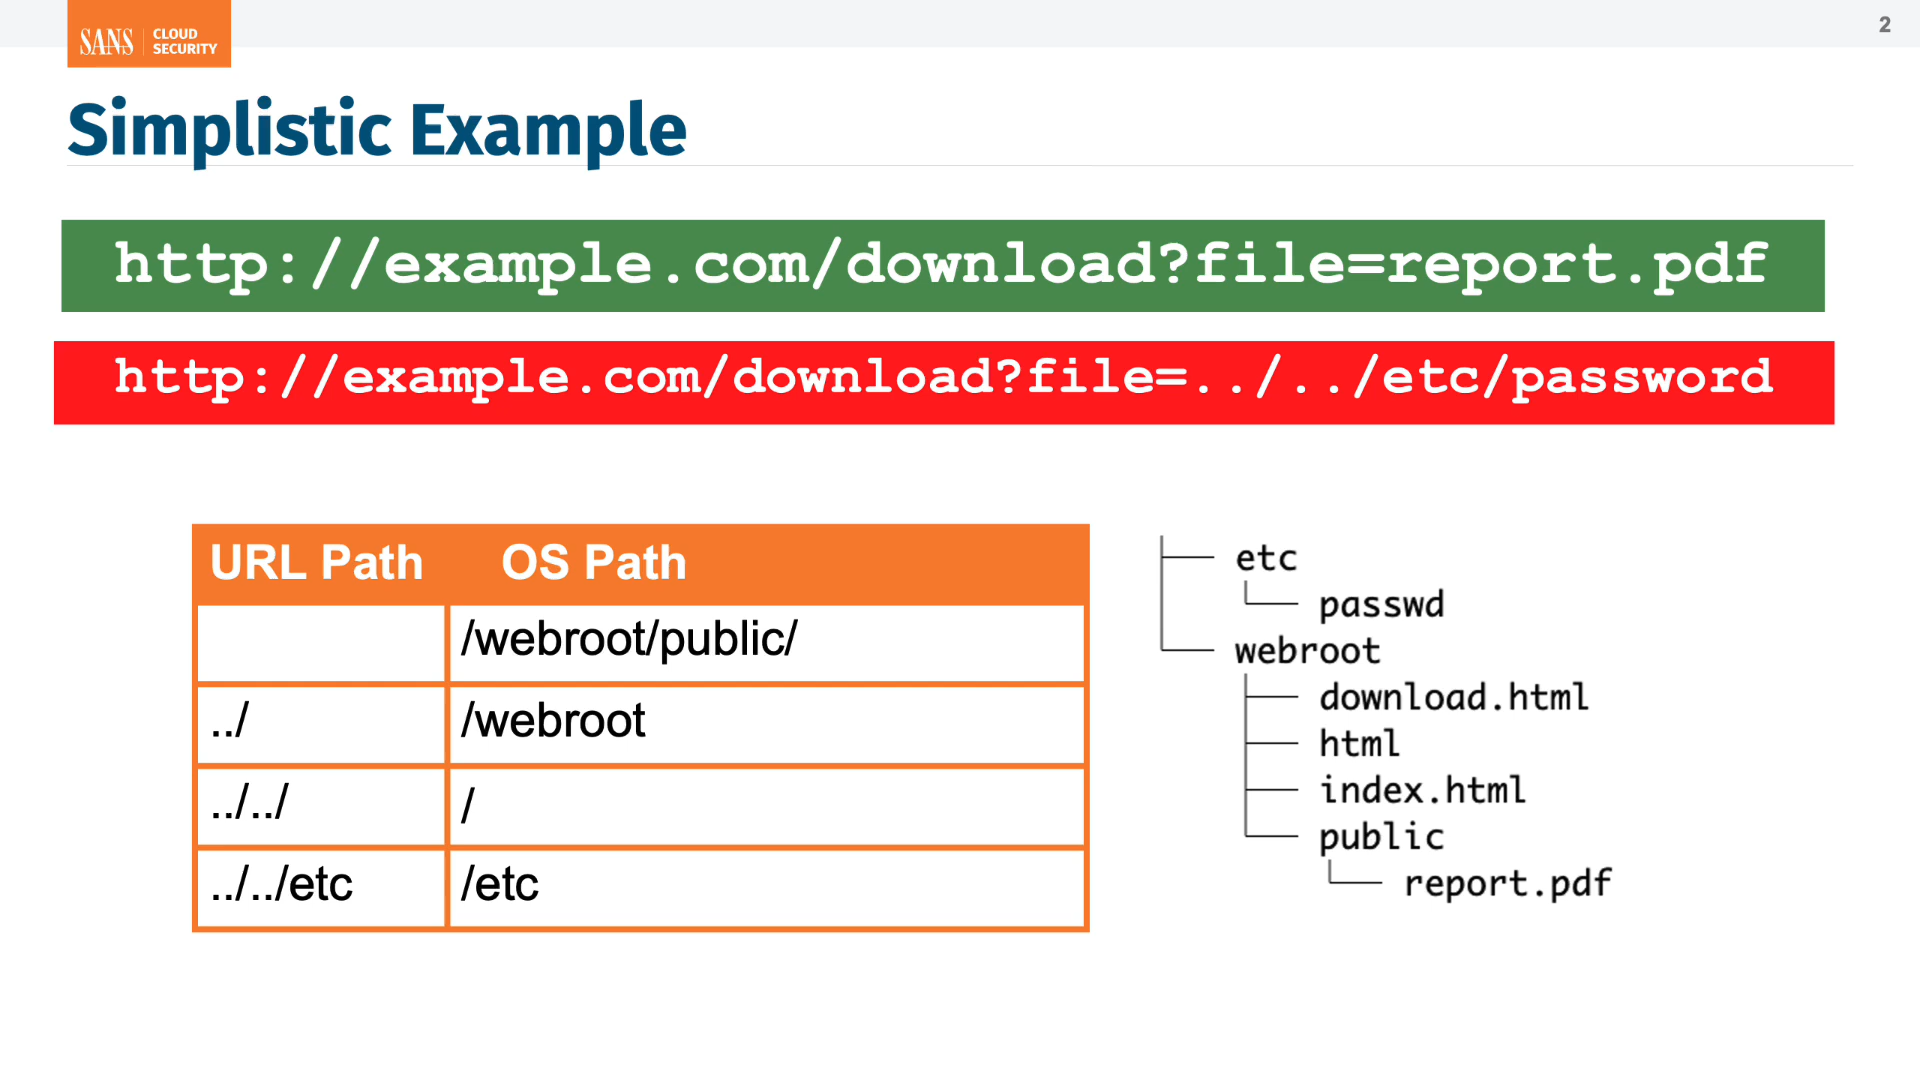 2
SANS CLOUD SECURITY
Simplistic Example
http://example.com/download?file=report.pdf
http://example.com/download?file=../../etc/password
URL Path OS Path
/webroot/public/
../ /webroot
../../ /
../../etc /etc
etc
passwd
webroot
download.html
html
index.html
public
report.pdf